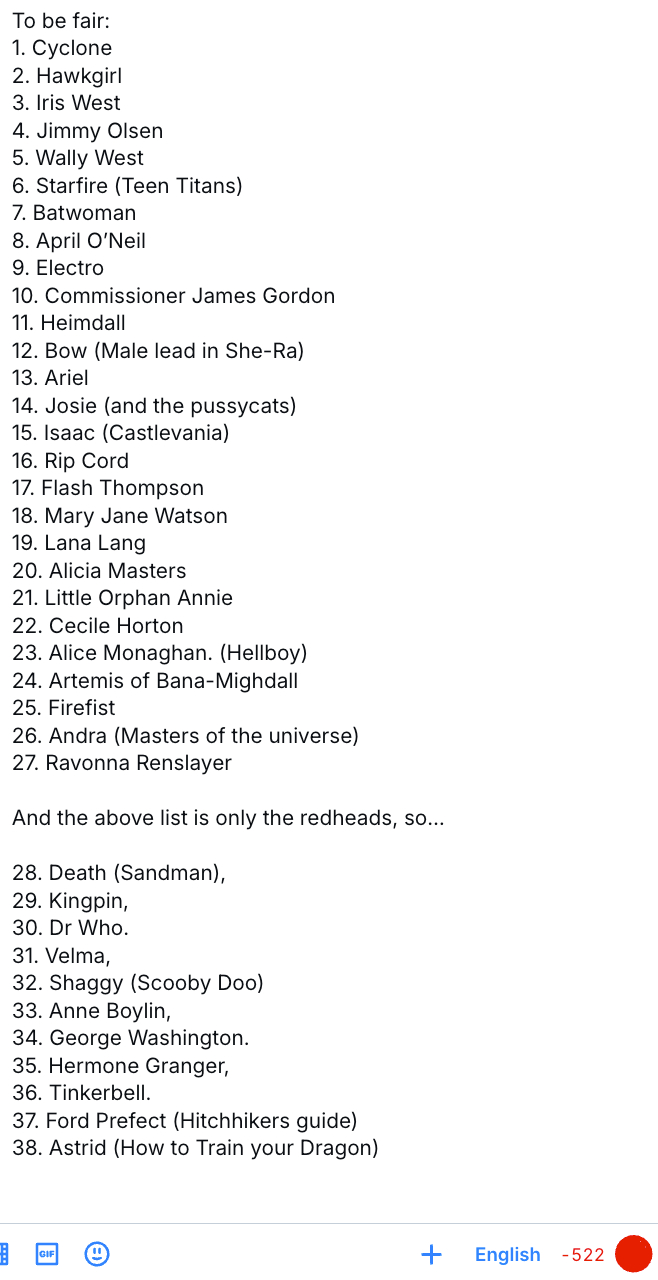 To be fair:
1. Cyclone
2. Hawkgirl
3. Iris West
4. Jimmy Olsen
5. Wally West
6. Starfire (Teen Titans)
7. Batwoman
8. April O’Neil
9. Electro
10. Commissioner James Gordon
11. Heimdall
12. Bow (Male lead in She-Ra)
13. Ariel
14. Josie (and the pussycats)
15. Isaac (Castlevania)
16. Rip Cord
17. Flash Thompson
18. Mary Jane Watson
19. Lana Lang
20. Alicia Masters
21. Little Orphan Annie
22. Cecile Horton
23. Alice Monaghan. (Hellboy)
24. Artemis of Bana-Mighdall
25. Firefist
26. Andra (Masters of the universe)
27. Ravonna Renslayer
And the above list is only the redheads, so...
28. Death (Sandman),
29. Kingpin,
30. Dr Who.
31. Velma,
32. Shaggy (Scooby Doo)
33. Anne Boylin,
34. George Washington.
35. Hermone Granger,
36. Tinkerbell.
37. Ford Prefect (Hitchhikers guide)
38. Astrid (How to Train your Dragon)
GIF English -522